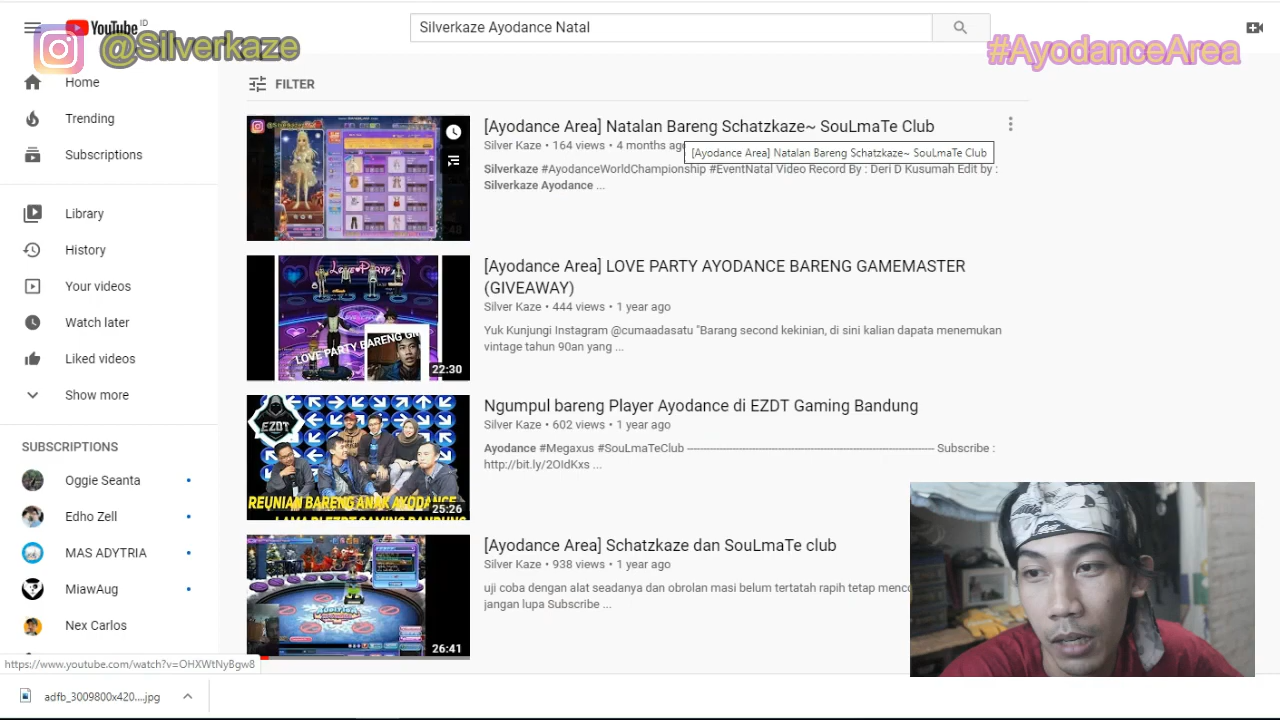 YouTube ID
@Silverkaze
Silverkaze Ayodance Natal
#AyodanceArea
Home
Trending
Subscriptions
Library
History
Your videos
Watch later
Liked videos
Show more
SUBSCRIPTIONS
Oggie Seanta
Edho Zell
MAS ADYTRIA
MiawAug
Nex Carlos
FILTER
[Ayodance Area] Natalan Bareng Schatzkaze~ SouLmaTe Club
Silver Kaze • 164 views • 4 months ago
[Ayodance Area] Natalan Bareng Schatzkaze~ SouLmaTe Club
Silverkaze #AyodanceWorldChampionship #EventNatal Video Record By : Deri D Kusumah Edit by :
Silverkaze Ayodance ...
LOVE PARTY
LOVE PARTY BARENG
22:30
[Ayodance Area] LOVE PARTY AYODANCE BARENG GAMEMASTER
(GIVEAWAY)
Silver Kaze • 444 views • 1 year ago
Yuk Kunjungi Instagram @cumaadasatu "Barang second kekinian, di sini kalian dapata menemukan
vintage tahun 90an yang ...
EZDT
REUNIAN BARENG ANAK AYODANCE
LAMA DI EZDT GAMING BANDUNG
25:26
Ngumpul bareng Player Ayodance di EZDT Gaming Bandung
Silver Kaze • 602 views • 1 year ago
Ayodance #Megaxus #SouLmaTeClub ---------------------------------------------------------------------- Subscribe :
http://bit.ly/2OIdKxs ...
26:41
[Ayodance Area] Schatzkaze dan SouLmaTe club
Silver Kaze • 938 views • 1 year ago
uji coba dengan alat seadanya dan obrolan masi belum tertatah rapih tetap
jangan lupa Subscribe ...
https://www.youtube.com/watch?v=OHXWtNyBgw8
adfb_3009800x420....jpg